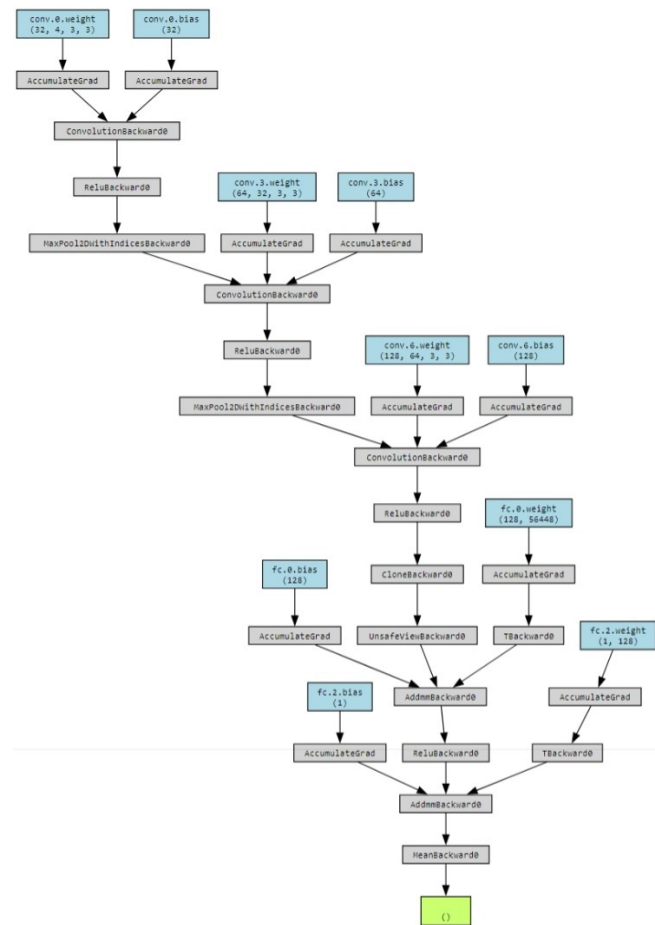 conv.0.weight
(32, 4, 3, 3)
conv.0.bias
(32)
AccumulateGrad
AccumulateGrad
ConvolutionBackward0
ReluBackward0
conv.3.weight
(64, 32, 3, 3)
conv.3.bias
(64)
MaxPool2DWithIndicesBackward0
AccumulateGrad
AccumulateGrad
ConvolutionBackward0
ReluBackward0
conv.6.weight
(128, 64, 3, 3)
conv.6.bias
(128)
MaxPool2DWithIndicesBackward0
AccumulateGrad
AccumulateGrad
ConvolutionBackward0
ReluBackward0
fc.0.weight
(128, 56448)
fc.0.bias
(128)
CloneBackward0
AccumulateGrad
AccumulateGrad
UnsafeViewBackward0
TBackward0
fc.2.weight
(1, 128)
fc.2.bias
(1)
AddmmBackward0
AccumulateGrad
AccumulateGrad
ReluBackward0
TBackward0
AddmmBackward0
MeanBackward0
()